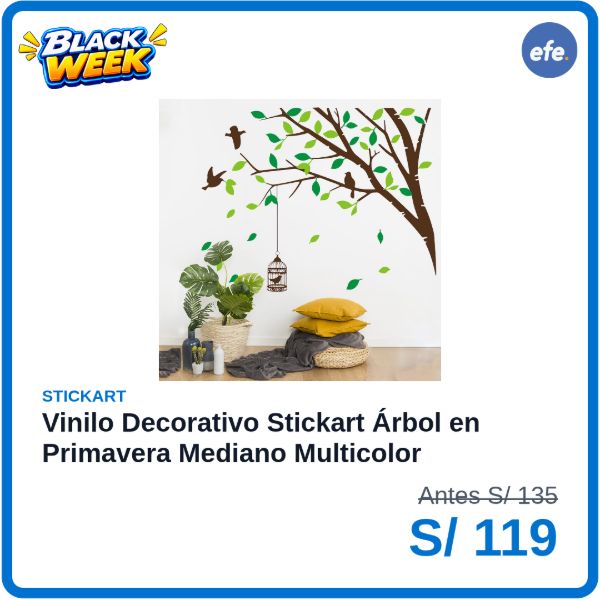 BLACK
WEEK
efe.
STICKART
Vinilo Decorativo Stickart Árbol en
Primavera Mediano Multicolor
Antes S/ 135
S/ 119